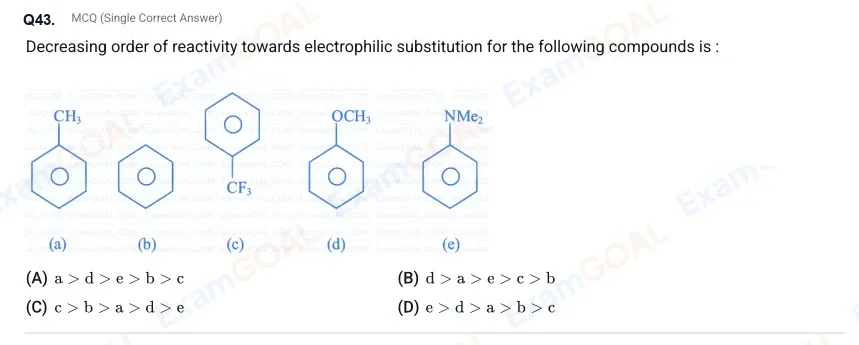 Q43. MCQ (Single Correct Answer)
Decreasing order of reactivity towards electrophilic substitution for the following compounds is :
CH₃ OCH₃ NMe₂
CF₃
(a) (b) (c) (d) (e)
(A) a > d > e > b > c (B) d > a > e > c > b
(C) c > b > a > d > e (D) e > d > a > b > c
ExamGOAL